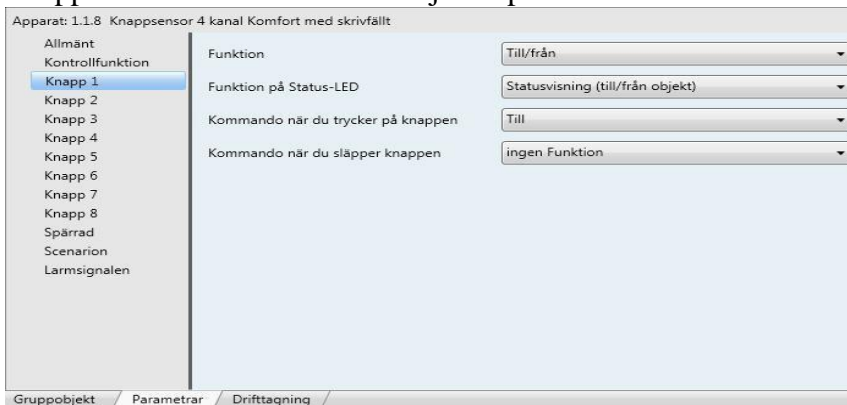 Apparat: 1.1.8 Knappsensor 4 kanal Komfort med skrivfällt
Allmänt
Kontrollfunktion
Knapp 1
Knapp 2
Knapp 3
Knapp 4
Knapp 5
Knapp 6
Knapp 7
Knapp 8
Spärrad
Scenarion
Larmsignalen
Funktion Till/från
Funktion på Status-LED Statusvisning (till/från objekt)
Kommando när du trycker på knappen Till
Kommando när du släpper knappen ingen Funktion
Gruppobjekt Parametrar Drifttagning